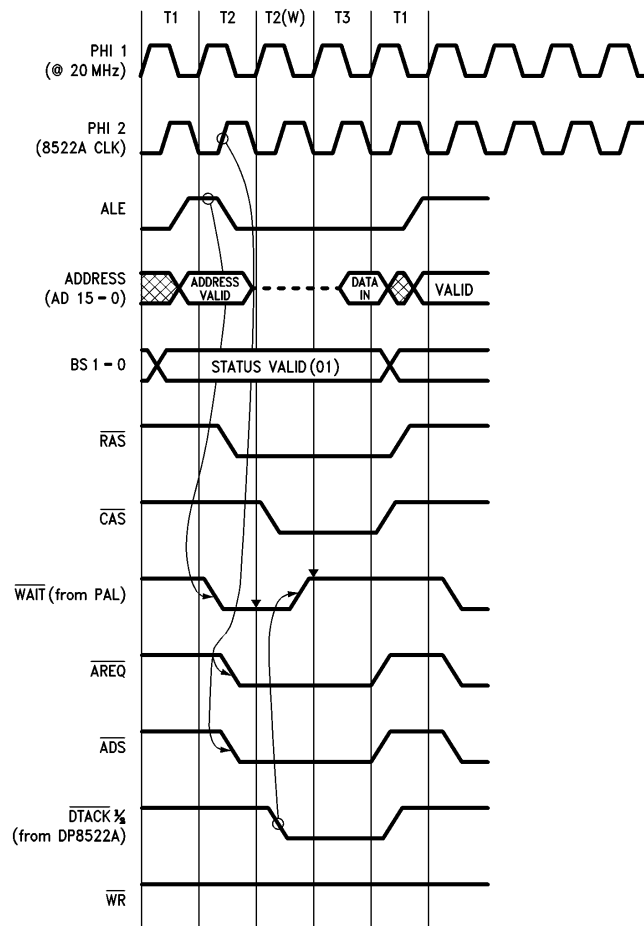 T1 T2 T2(W) T3 T1
PHI 1
(@ 20 MHz)
PHI 2
(8522A CLK)
ALE
ADDRESS
(AD 15-0)
ADDRESS
VALID
DATA
IN
VALID
BS 1-0
STATUS VALID (01)
RAS
CAS
WAIT (from PAL)
AREQ
ADS
DTACK ½
(from DP8522A)
WR